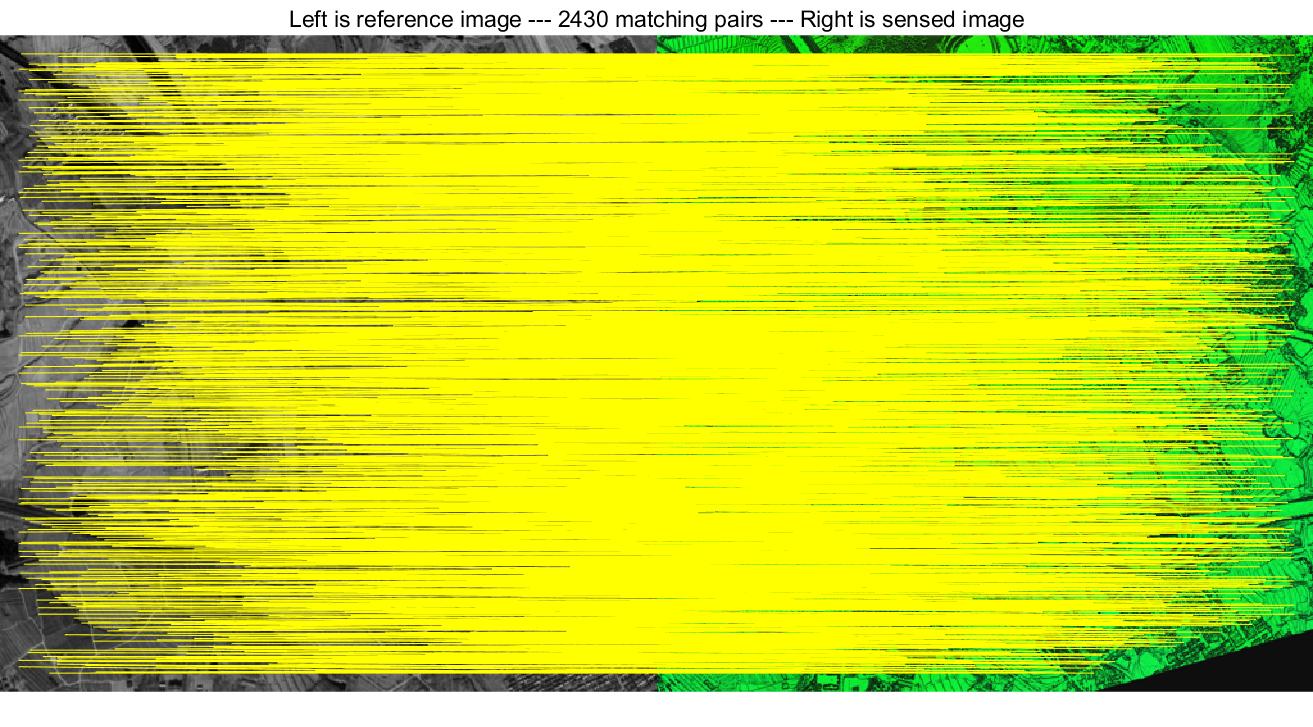 Left is reference image --- 2430 matching pairs --- Right is sensed image